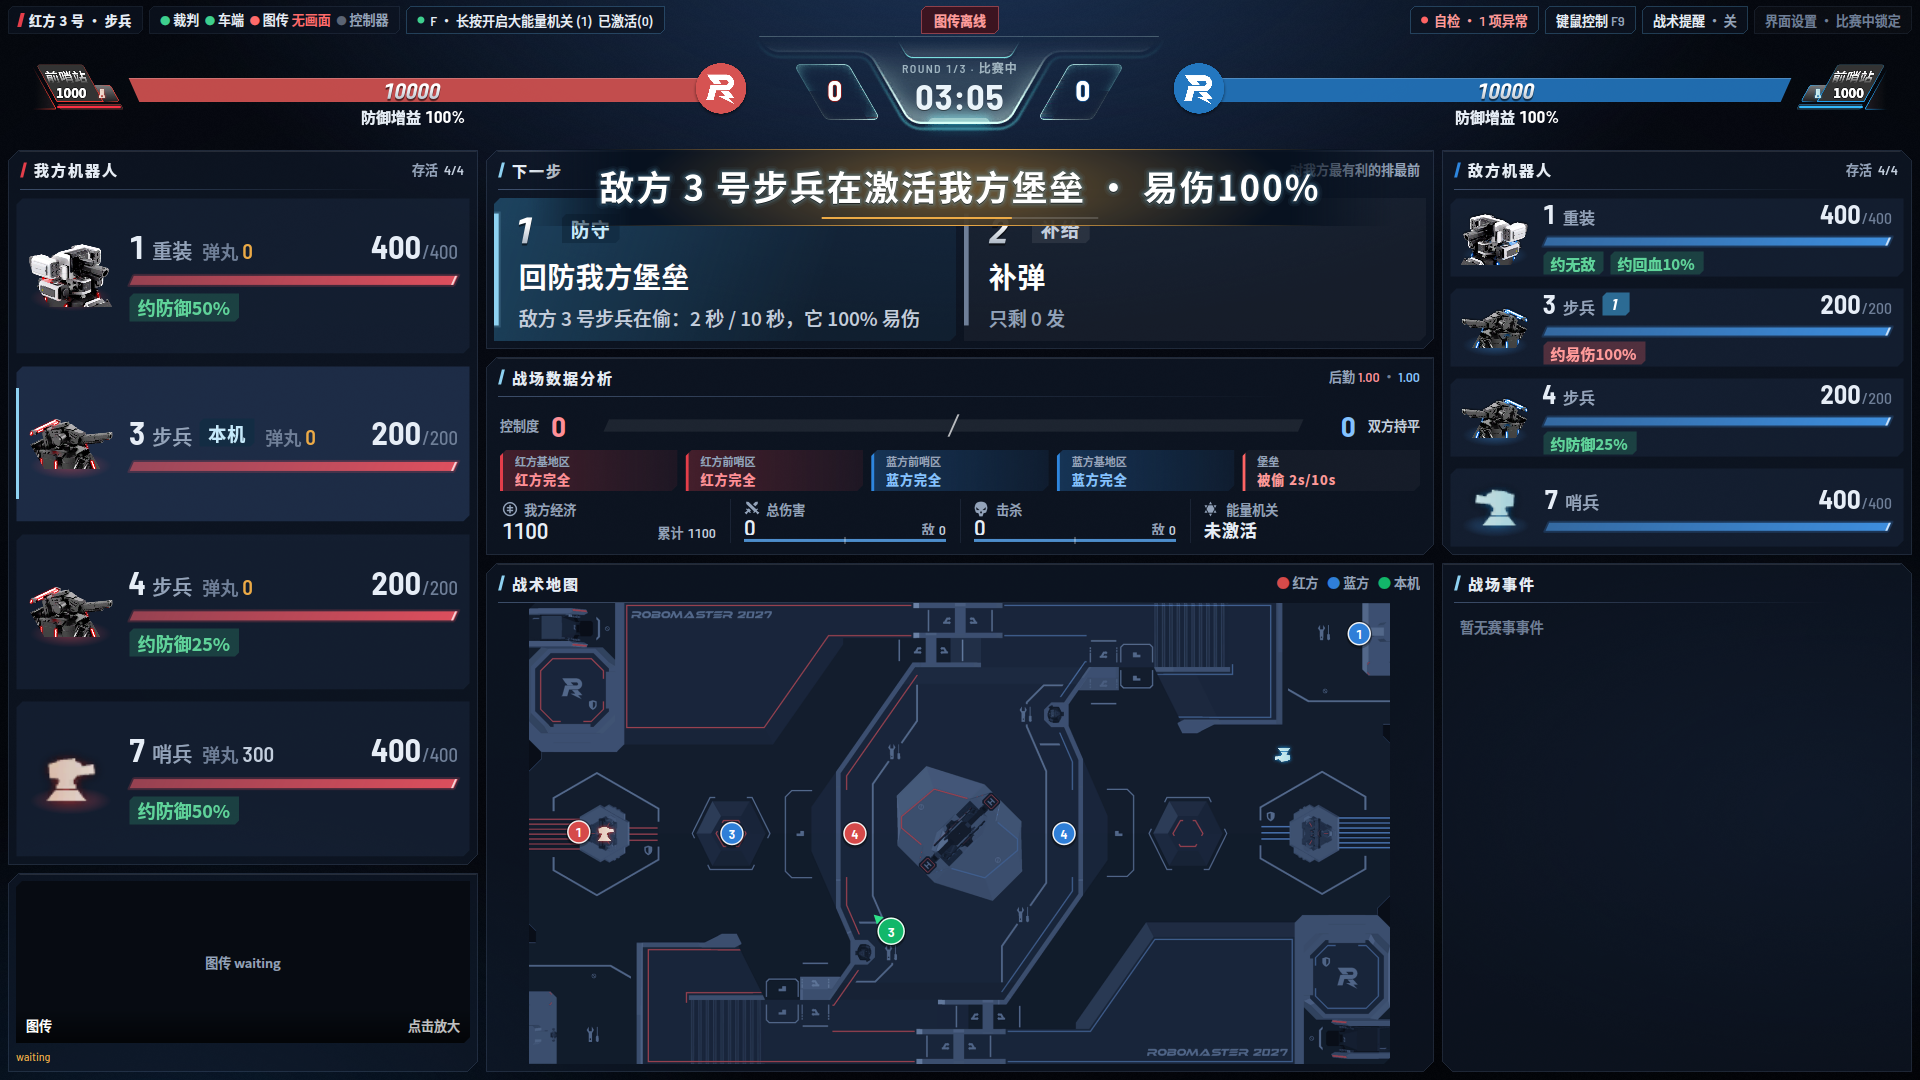 红方 3 号 · 步兵
裁判 车端 图传 无画面 控制器
F · 长按开启大能量机关 (1) 已激活(0)
图传离线
自检 · 1 项异常
键鼠控制 F9
战术提醒 · 关
界面设置 · 比赛中锁定
前哨站
1000
10000
防御增益 100%
0
ROUND 1/3 · 比赛中
03:05
0
10000
防御增益 100%
前哨站
1000
我方机器人
存活 4/4
1 重装 弹丸 0
400/400
约防御50%
3 步兵 本机 弹丸 0
200/200
4 步兵 弹丸 0
200/200
约防御25%
7 哨兵 弹丸 300
400/400
约防御50%
图传 waiting
图传
点击放大
waiting
下一步
敌方 3 号步兵在激活我方堡垒 · 易伤100%
方最有利的排最前
1 防守
回防我方堡垒
敌方 3 号步兵在偷：2 秒 / 10 秒，它 100% 易伤
2 补给
补弹
只剩 0 发
战场数据分析
后勤 1.00 · 1.00
控制度 0
0 双方持平
红方基地区
红方完全
红方前哨区
红方完全
蓝方前哨区
蓝方完全
蓝方基地区
蓝方完全
堡垒
被偷 2s/10s
我方经济
1100
累计 1100
总伤害
0
敌 0
击杀
0
敌 0
能量机关
未激活
战术地图
红方 蓝方 本机
ROBOMASTER 2027
1
1
3
4
4
3
H
H
ROBOMASTER 2027
敌方机器人
存活 4/4
1 重装
400/400
约无敌 约回血10%
3 步兵 1
200/200
约易伤100%
4 步兵
200/200
约防御25%
7 哨兵
400/400
战场事件
暂无赛事事件